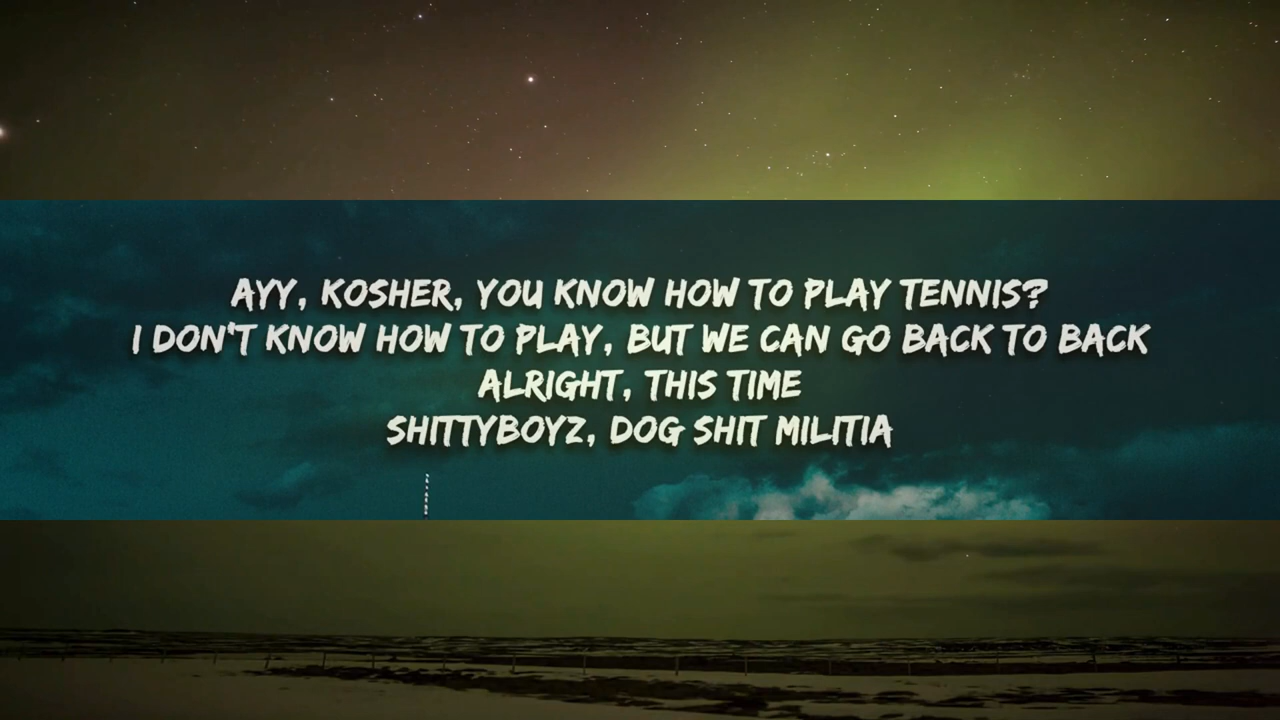 AYY, KOSHER, YOU KNOW HOW TO PLAY TENNIS?
I DON'T KNOW HOW TO PLAY, BUT WE CAN GO BACK TO BACK
ALRIGHT, THIS TIME
SHITTYBOYZ, DOG SHIT MILITIA